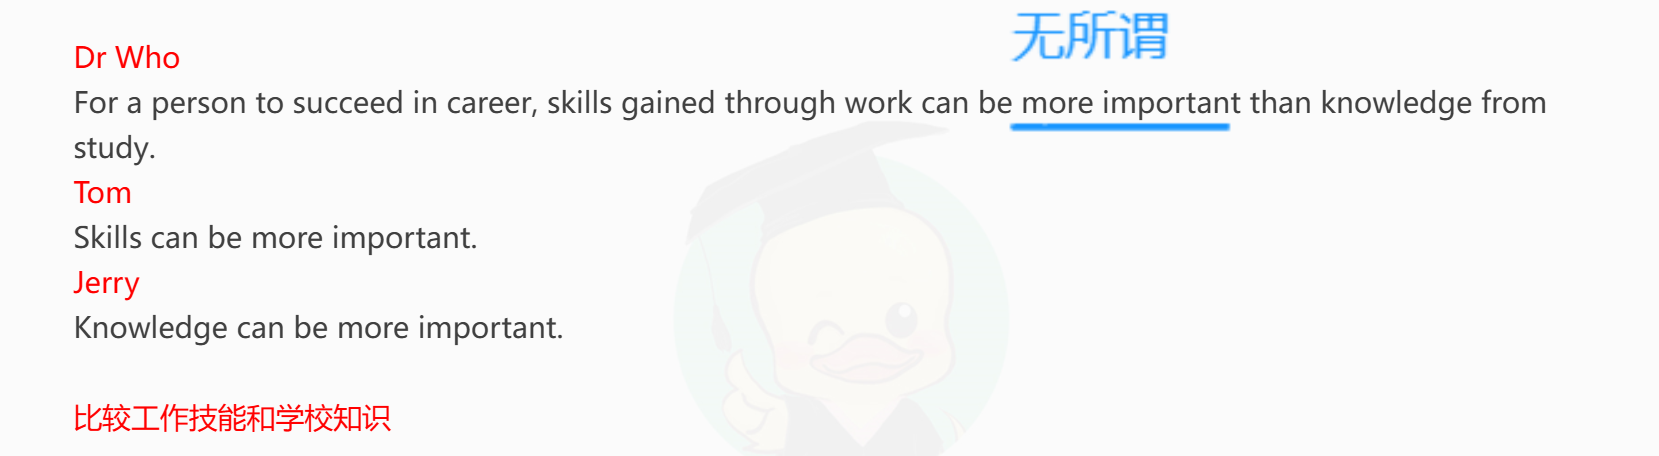 无所谓
Dr Who
For a person to succeed in career, skills gained through work can be more important than knowledge from
study.
Tom
Skills can be more important.
Jerry
Knowledge can be more important.
比较工作技能和学校知识